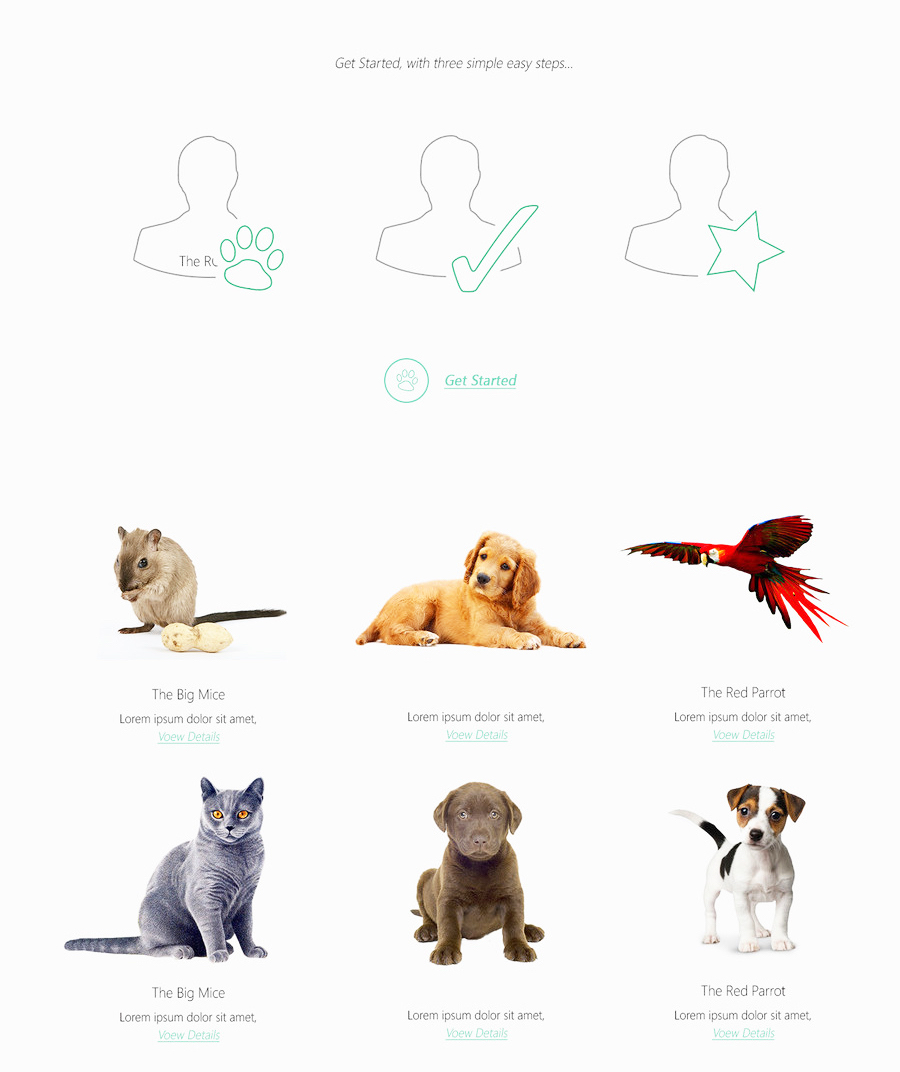 Get Started, with three simple easy steps...
The Ru
Get Started
The Big Mice
Lorem ipsum dolor sit amet,
Voew Details
Lorem ipsum dolor sit amet,
Voew Details
The Red Parrot
Lorem ipsum dolor sit amet,
Voew Details
The Big Mice
Lorem ipsum dolor sit amet,
Voew Details
Lorem ipsum dolor sit amet,
Voew Details
The Red Parrot
Lorem ipsum dolor sit amet,
Voew Details